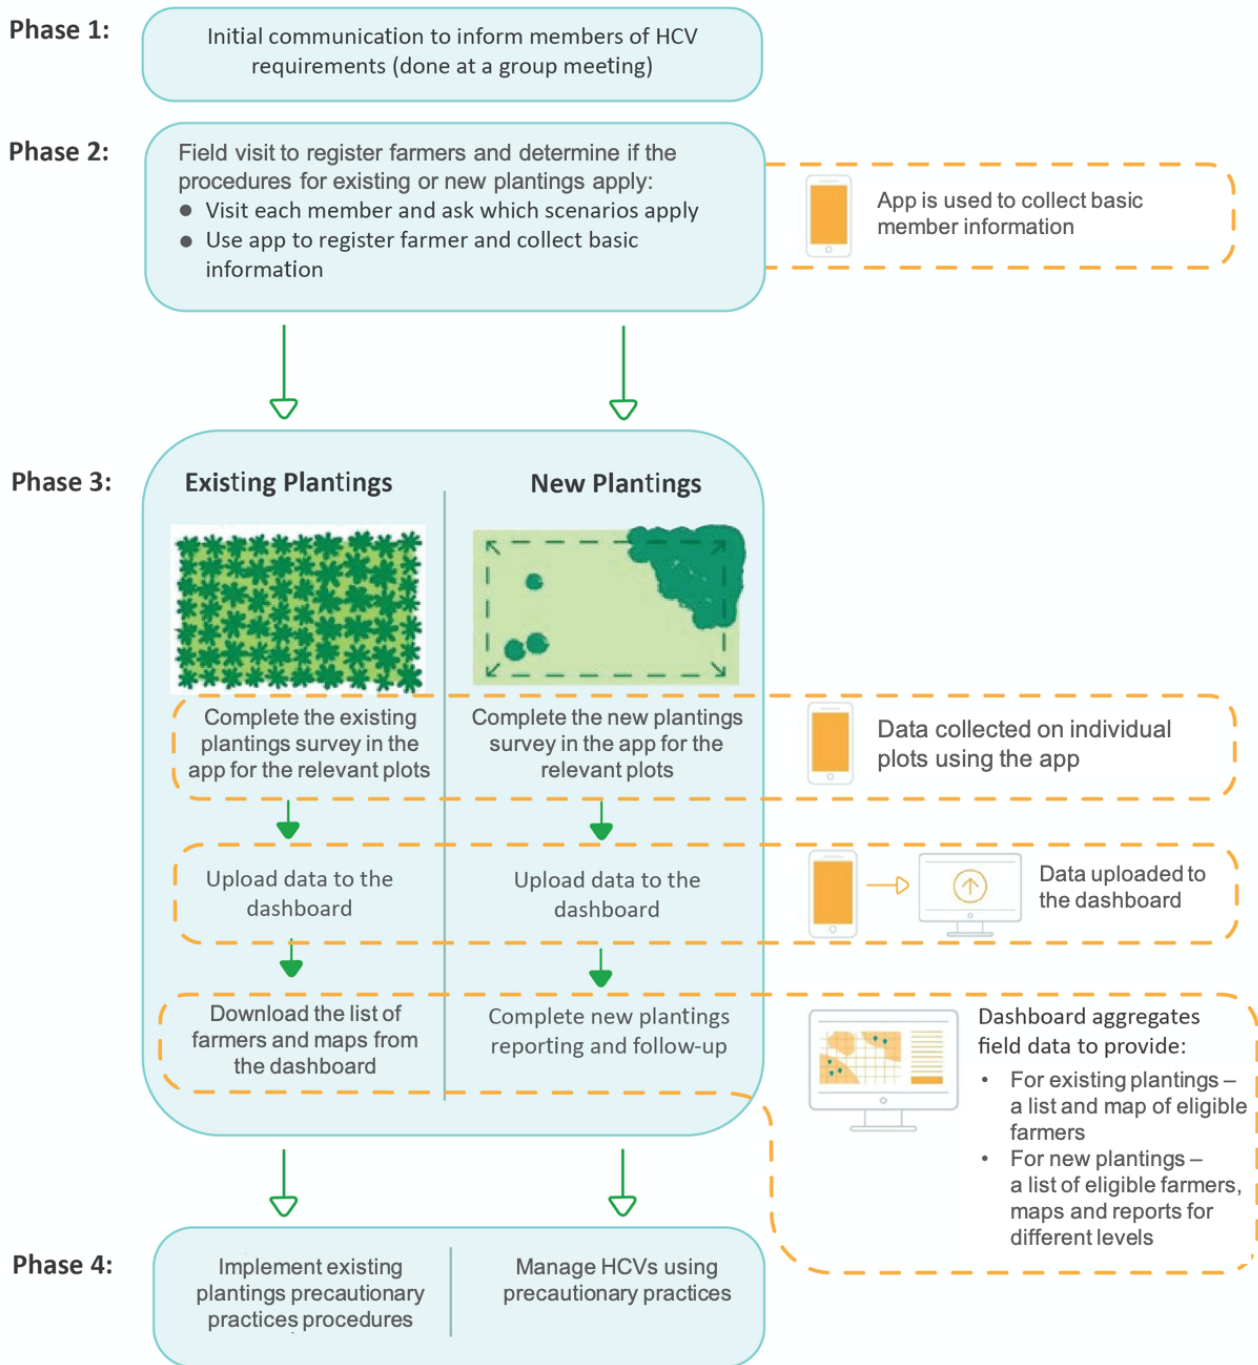 Phase 1:
Initial communication to inform members of HCV
requirements (done at a group meeting)
Phase 2:
Field visit to register farmers and determine if the
procedures for existing or new plantings apply:
● Visit each member and ask which scenarios apply
● Use app to register farmer and collect basic
information
App is used to collect basic
member information
Phase 3:
Existing Plantings
New Plantings
Complete the existing
plantings survey in the
app for the relevant plots
Complete the new plantings
survey in the app for the
relevant plots
Data collected on individual
plots using the app
Upload data to the
dashboard
Upload data to the
dashboard
Data uploaded to
the dashboard
Download the list of
farmers and maps from
the dashboard
Complete new plantings
reporting and follow-up
Dashboard aggregates
field data to provide:
• For existing plantings –
a list and map of eligible
farmers
• For new plantings –
a list of eligible farmers,
maps and reports for
different levels
Phase 4:
Implement existing
plantings precautionary
practices procedures
Manage HCVs using
precautionary practices